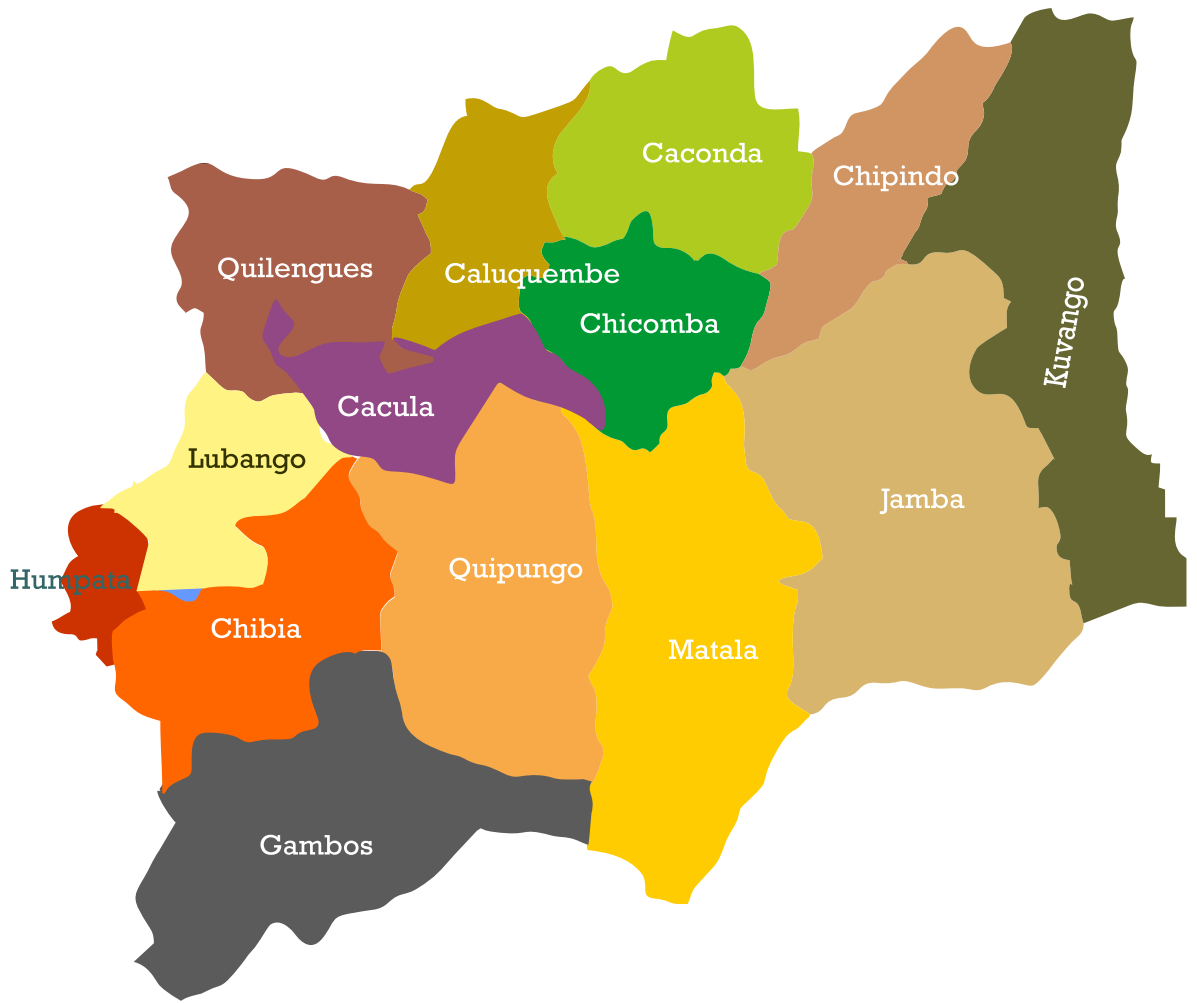 Caconda
Chipindo
Quilengues
Caluquembe
Chicomba
Kuvango
Cacula
Lubango
Jamba
Quipungo
Humpata
Chibia
Matala
Gambos